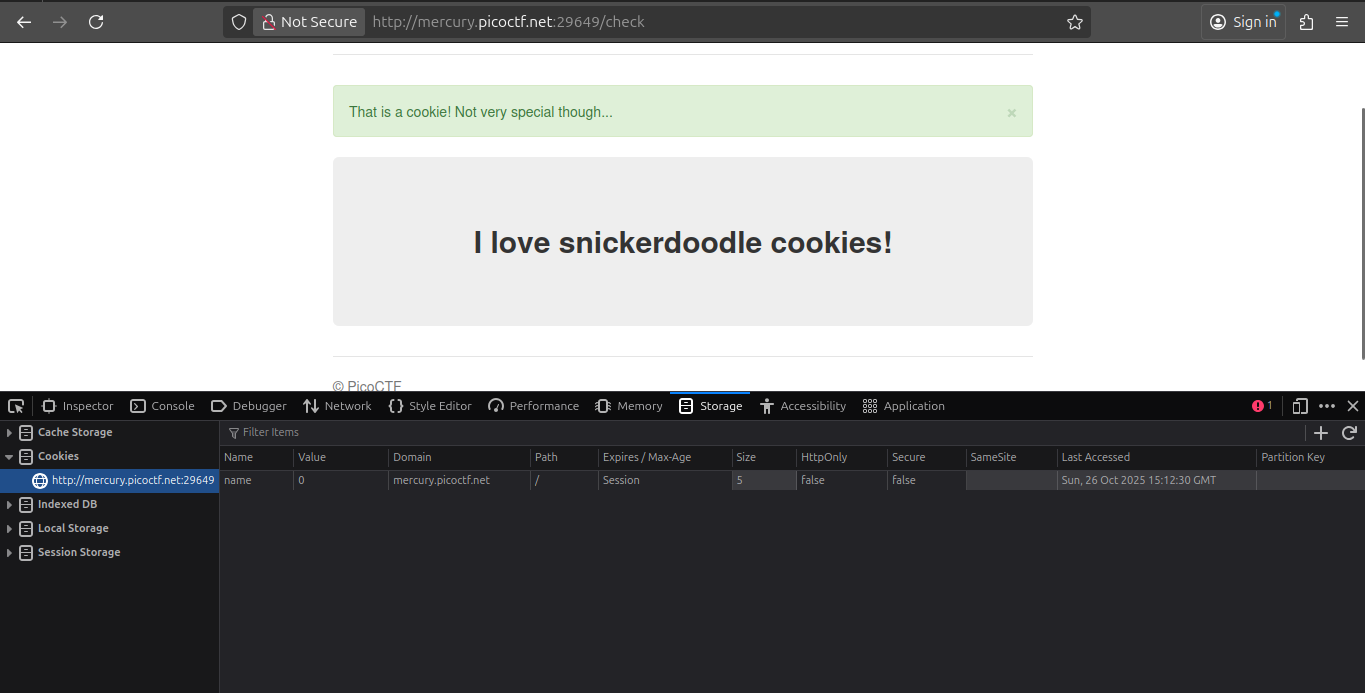 Not Secure http://mercury.picoctf.net:29649/check Sign in
That is a cookie! Not very special though... ×
I love snickerdoodle cookies!
© PicoCTF
Inspector Console Debugger Network Style Editor Performance Memory Storage Accessibility Application 1
Cache Storage
Cookies
http://mercury.picoctf.net:29649
Indexed DB
Local Storage
Session Storage
Filter Items
Name Value Domain Path Expires / Max-Age Size HttpOnly Secure SameSite Last Accessed Partition Key
name 0 mercury.picoctf.net / Session 5 false false Sun, 26 Oct 2025 15:12:30 GMT